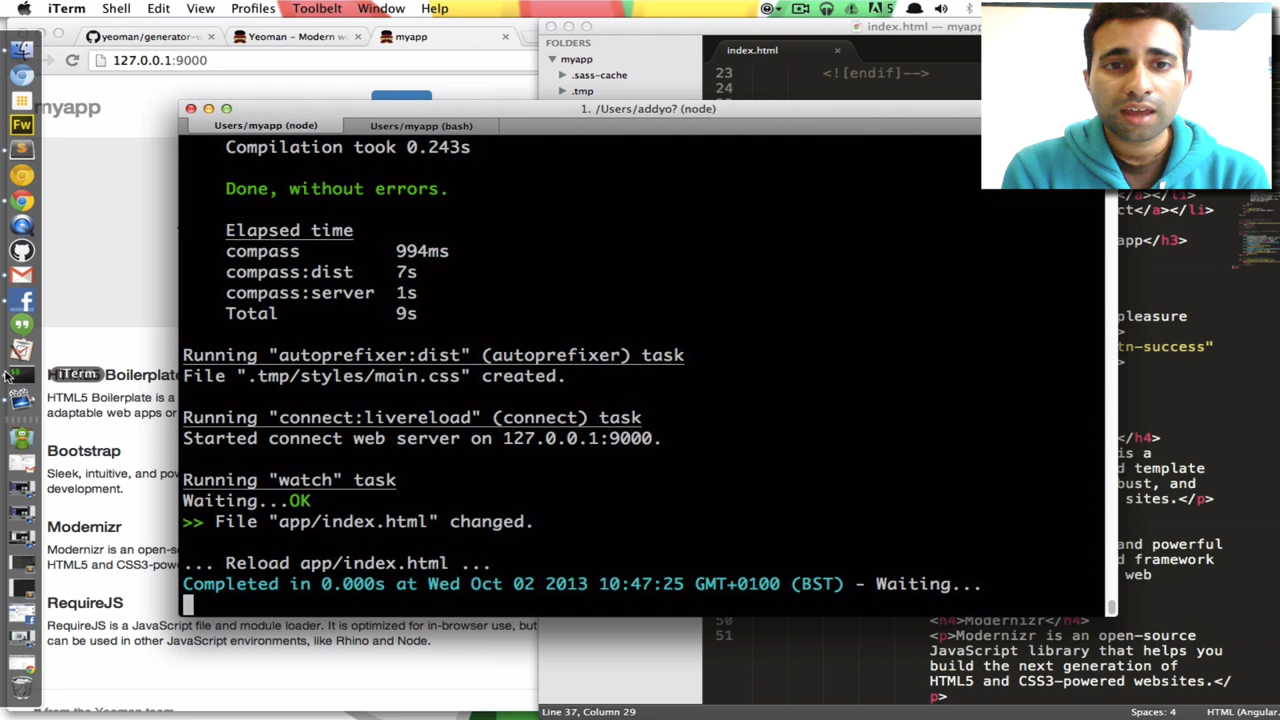 iTerm Shell Edit View Profiles Toolbelt Window Help
yeoman/generator-w
Yeoman – Modern w
myapp
127.0.0.1:9000
myapp
index.html — myapp
FOLDERS
myapp
.sass-cache
.tmp
index.html
23 <![endif]-->
24
1. /Users/addyo? (node)
Users/myapp (node)
Users/myapp (bash)
Compilation took 0.243s
Done, without errors.
Elapsed time
compass 994ms
compass:dist 7s
compass:server 1s
Total 9s
Running "autoprefixer:dist" (autoprefixer) task
File ".tmp/styles/main.css" created.
Running "connect:livereload" (connect) task
Started connect web server on 127.0.0.1:9000.
Running "watch" task
Waiting...OK
>> File "app/index.html" changed.
... Reload app/index.html ...
Completed in 0.000s at Wed Oct 02 2013 10:47:25 GMT+0100 (BST) - Waiting...
Fw
iTerm
Boilerplate
HTML5 Boilerplate is a
adaptable web apps or
Bootstrap
Sleek, intuitive, and pow
development.
Modernizr
Modernizr is an open-s
HTML5 and CSS3-powe
RequireJS
RequireJS is a JavaScript file and module loader. It is optimized for in-browser use, but
can be used in other JavaScript environments, like Rhino and Node.
from the Yeoman team
</a></li>
ct</a></li>
app</h3>
pleasure
>
tn-success"
>
</h4>
is a
d template
bust, and
sites.</p>
and powerful
d framework
web
50 <h4>Modernizr</h4>
51 <p>Modernizr is an open-source
JavaScript library that helps you
build the next generation of
HTML5 and CSS3-powered websites.</
p>
Line 37, Column 29
Spaces: 4
HTML (Angular.